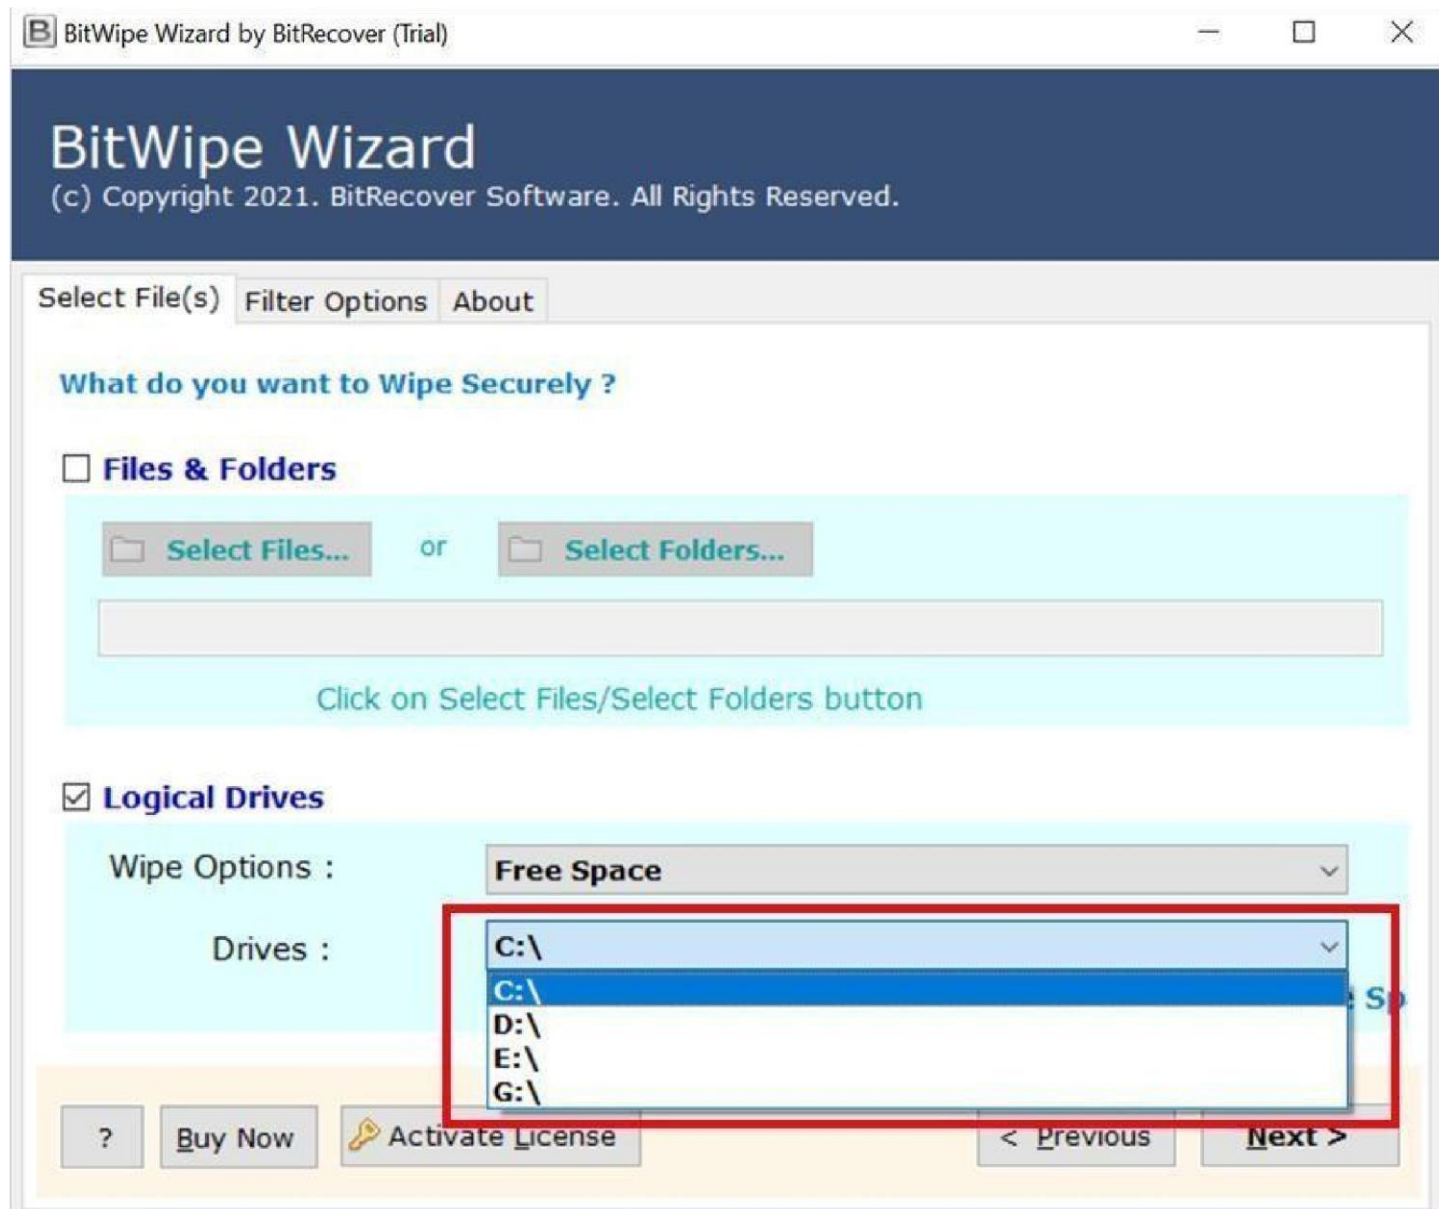 B BitWipe Wizard by BitRecover (Trial)
BitWipe Wizard
(c) Copyright 2021. BitRecover Software. All Rights Reserved.
Select File(s) Filter Options About
What do you want to Wipe Securely ?
Files & Folders
Select Files... or Select Folders...
Click on Select Files/Select Folders button
Logical Drives
Wipe Options : Free Space
Drives : C:\
C:\
D:\
E:\
G:\
? Buy Now Activate License < Previous Next >